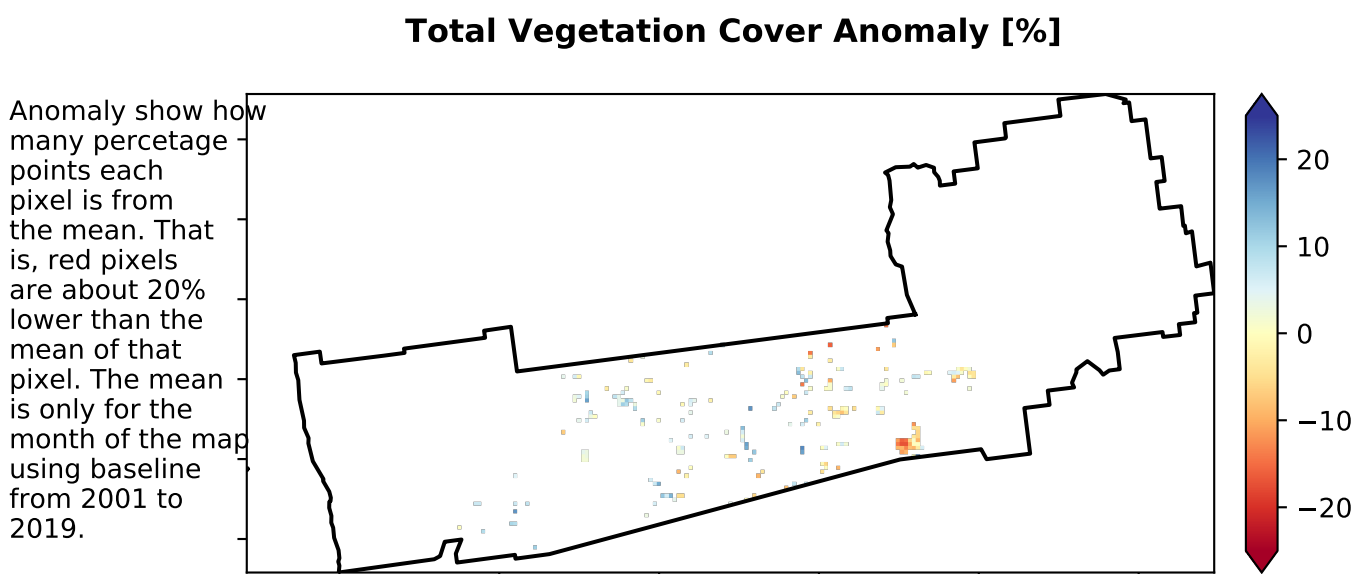 Total Vegetation Cover Anomaly [%]
Anomaly show how
many percetage
points each
pixel is from
the mean. That
is, red pixels
are about 20%
lower than the
mean of that
pixel. The mean
is only for the
month of the map
using baseline
from 2001 to
2019.
20
10
0
−10
−20